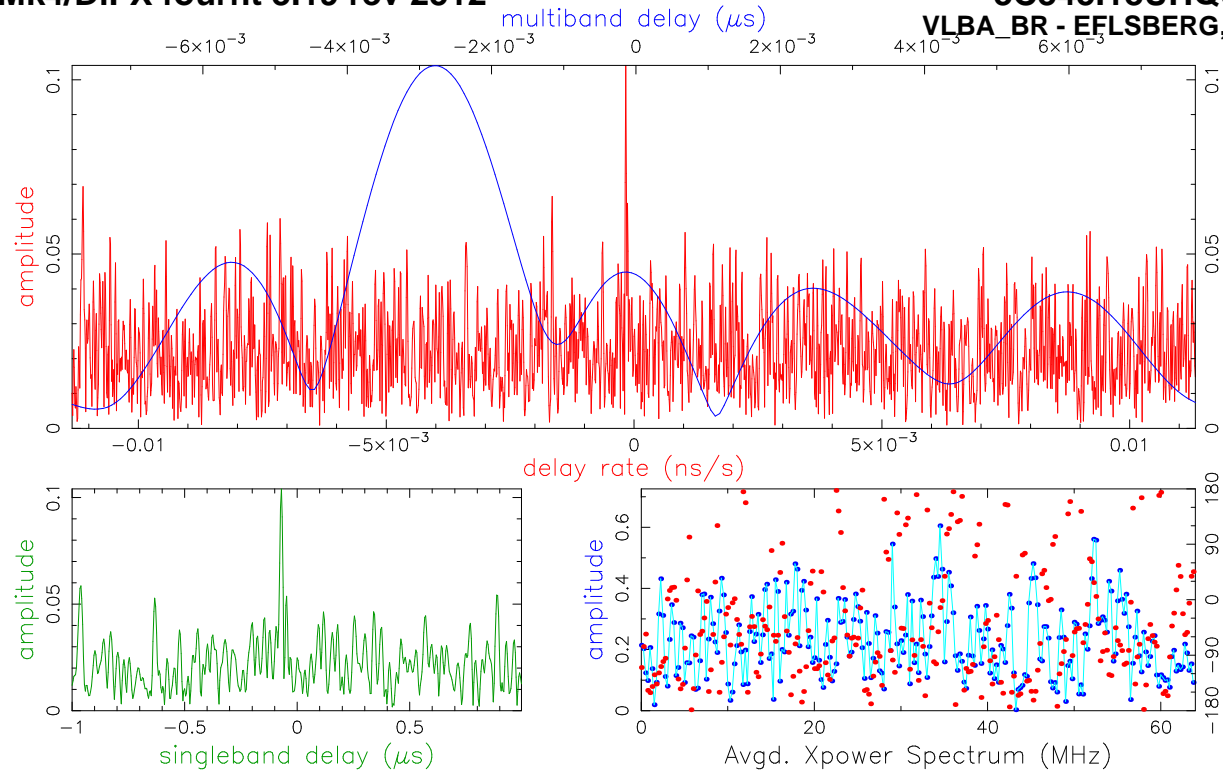 multiband delay (μs)
VLBA_BR - EFLSBERG,
−6×10⁻³ −4×10⁻³ −2×10⁻³ 0 2×10⁻³ 4×10⁻³ 6×10⁻³
amplitude
0 0.05 0.1
0 0.05 0.1
−0.01 −5×10⁻³ 0 5×10⁻³ 0.01
delay rate (ns/s)
amplitude
0 0.05 0.1
−1 −0.5 0 0.5
singleband delay (μs)
amplitude
0 0.2 0.4 0.6
−180 −90 0 90 180
0 20 40 60
Avgd. Xpower Spectrum (MHz)